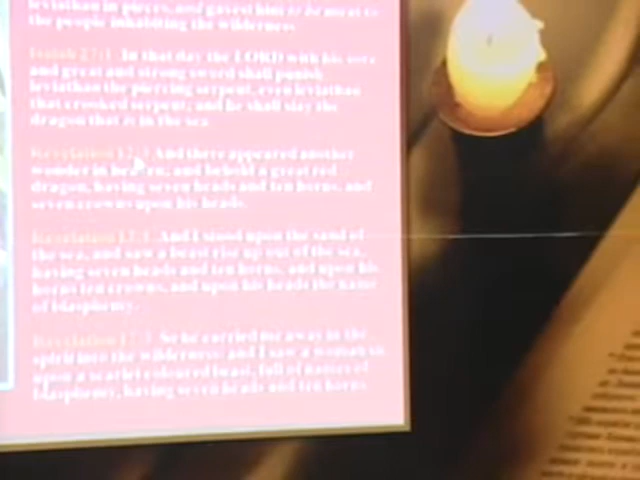 leviathan in pieces, and gavest him to be meat to
the people inhabiting the wilderness.
Isaiah 27:1 In that day the LORD with his sore
and great and strong sword shall punish
leviathan the piercing serpent, even leviathan
that crooked serpent; and he shall slay the
dragon that is in the sea.
Revelation 12:3 And there appeared another
wonder in heaven; and behold a great red
dragon, having seven heads and ten horns, and
seven crowns upon his heads.
Revelation 13:1 And I stood upon the sand of
the sea, and saw a beast rise up out of the sea,
having seven heads and ten horns, and upon his
horns ten crowns, and upon his heads the name
of blasphemy.
Revelation 17:3 So he carried me away in the
spirit into the wilderness: and I saw a woman sit
upon a scarlet coloured beast, full of names of
blasphemy, having seven heads and ten horns.